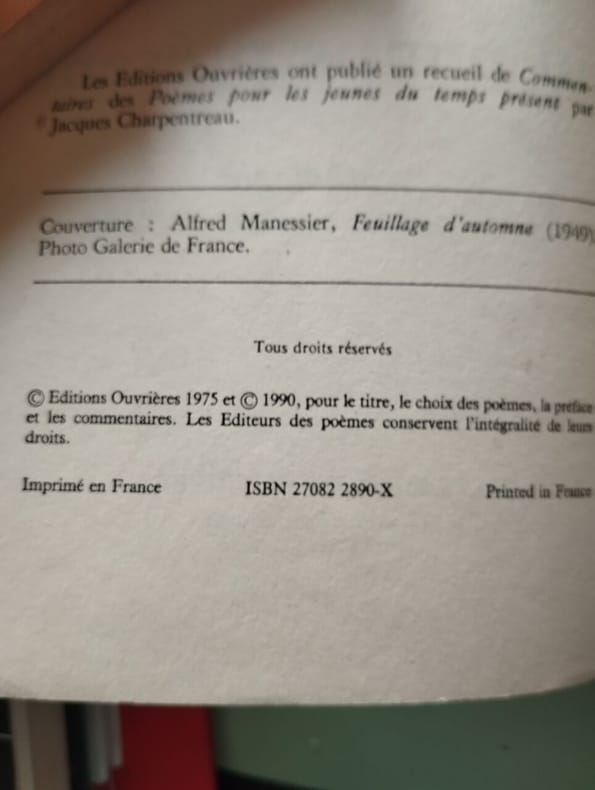 Les Editions Ouvrières ont publié un recueil de Commen-
taires des Poèmes pour les jeunes du temps présent par
Jacques Charpentreau.
Couverture : Alfred Manessier, Feuillage d'automne (1949).
Photo Galerie de France.
Tous droits réservés
© Editions Ouvrières 1975 et © 1990, pour le titre, le choix des poèmes, la préface
et les commentaires. Les Editeurs des poèmes conservent l'intégralité de leurs
droits.
Imprimé en France ISBN 27082 2890-X Printed in France